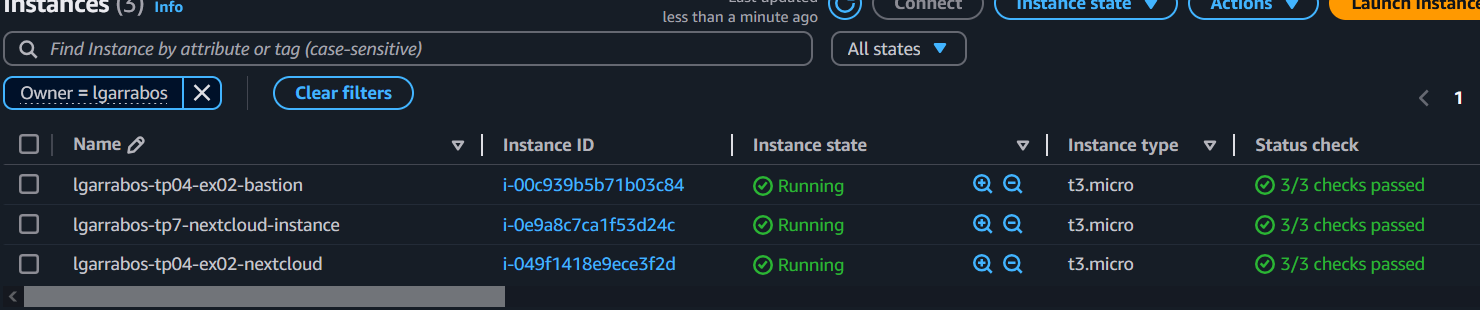 Instances (3) Info
Last updated
less than a minute ago
Connect
Instance state
Actions
Launch instance
Find Instance by attribute or tag (case-sensitive)
All states
Owner = lgarrabos
Clear filters
1
Name Instance ID Instance state Instance type Status check
lgarrabos-tp04-ex02-bastion i-00c939b5b71b03c84 Running t3.micro 3/3 checks passed
lgarrabos-tp7-nextcloud-instance i-0e9a8c7ca1f53d24c Running t3.micro 3/3 checks passed
lgarrabos-tp04-ex02-nextcloud i-049f1418e9ece3f2d Running t3.micro 3/3 checks passed